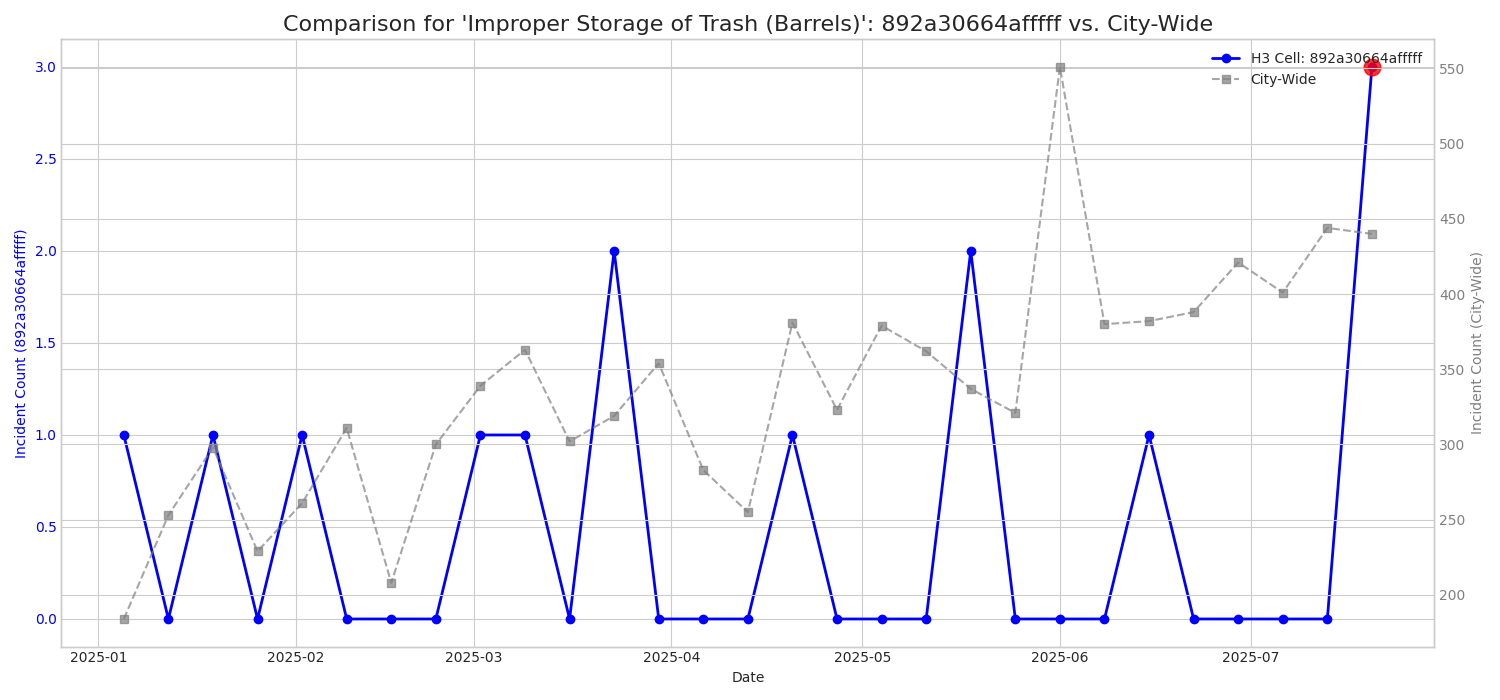 Comparison for 'Improper Storage of Trash (Barrels)': 892a30664afffff vs. City-Wide
H3 Cell: 892a30664afffff
City-Wide
Incident Count (892a30664afffff)
3.0
2.5
2.0
1.5
1.0
0.5
0.0
550
500
450
400
350
300
250
200
Incident Count (City-Wide)
2025-01 2025-02 2025-03 2025-04 2025-05 2025-06 2025-07
Date